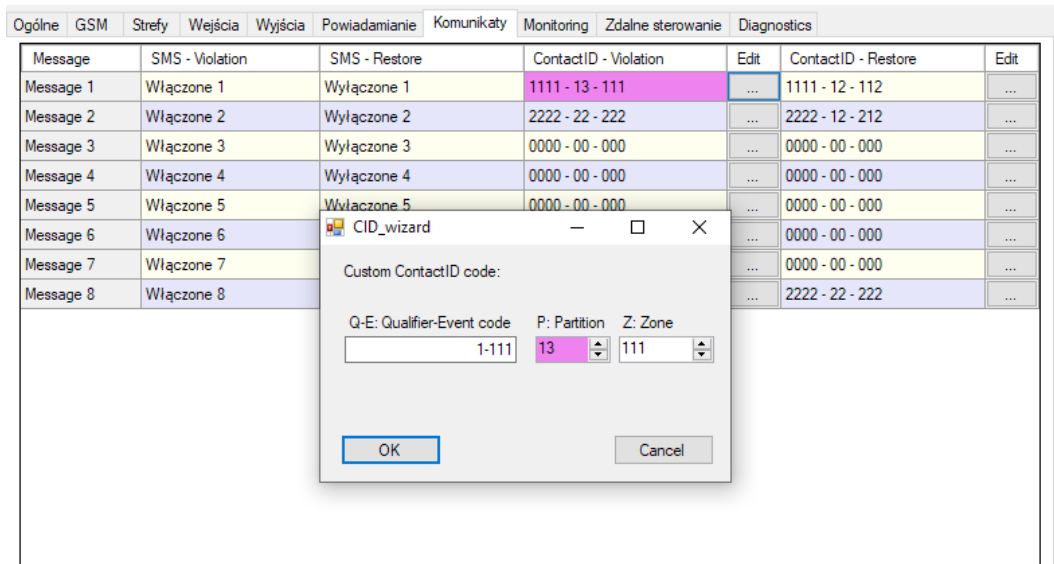 Ogólne GSM Strefy Wejścia Wyjścia Powiadamianie Komunikaty Monitoring Zdalne sterowanie Diagnostics
Message SMS - Violation SMS - Restore ContactID - Violation Edit ContactID - Restore Edit
Message 1 Włączone 1 Wyłączone 1 1111 - 13 - 111 ... 1111 - 12 - 112 ...
Message 2 Włączone 2 Wyłączone 2 2222 - 22 - 222 ... 2222 - 12 - 212 ...
Message 3 Włączone 3 Wyłączone 3 0000 - 00 - 000 ... 0000 - 00 - 000 ...
Message 4 Włączone 4 Wyłączone 4 0000 - 00 - 000 ... 0000 - 00 - 000 ...
Message 5 Włączone 5 Wyłączone 5 0000 - 00 - 000 ... 0000 - 00 - 000 ...
Message 6 Włączone 6 ... 0000 - 00 - 000 ...
Message 7 Włączone 7 ... 0000 - 00 - 000 ...
Message 8 Włączone 8 ... 2222 - 22 - 222 ...
CID_wizard
Custom ContactID code:
Q-E: Qualifier-Event code P: Partition Z: Zone
1-111 13 111
OK Cancel